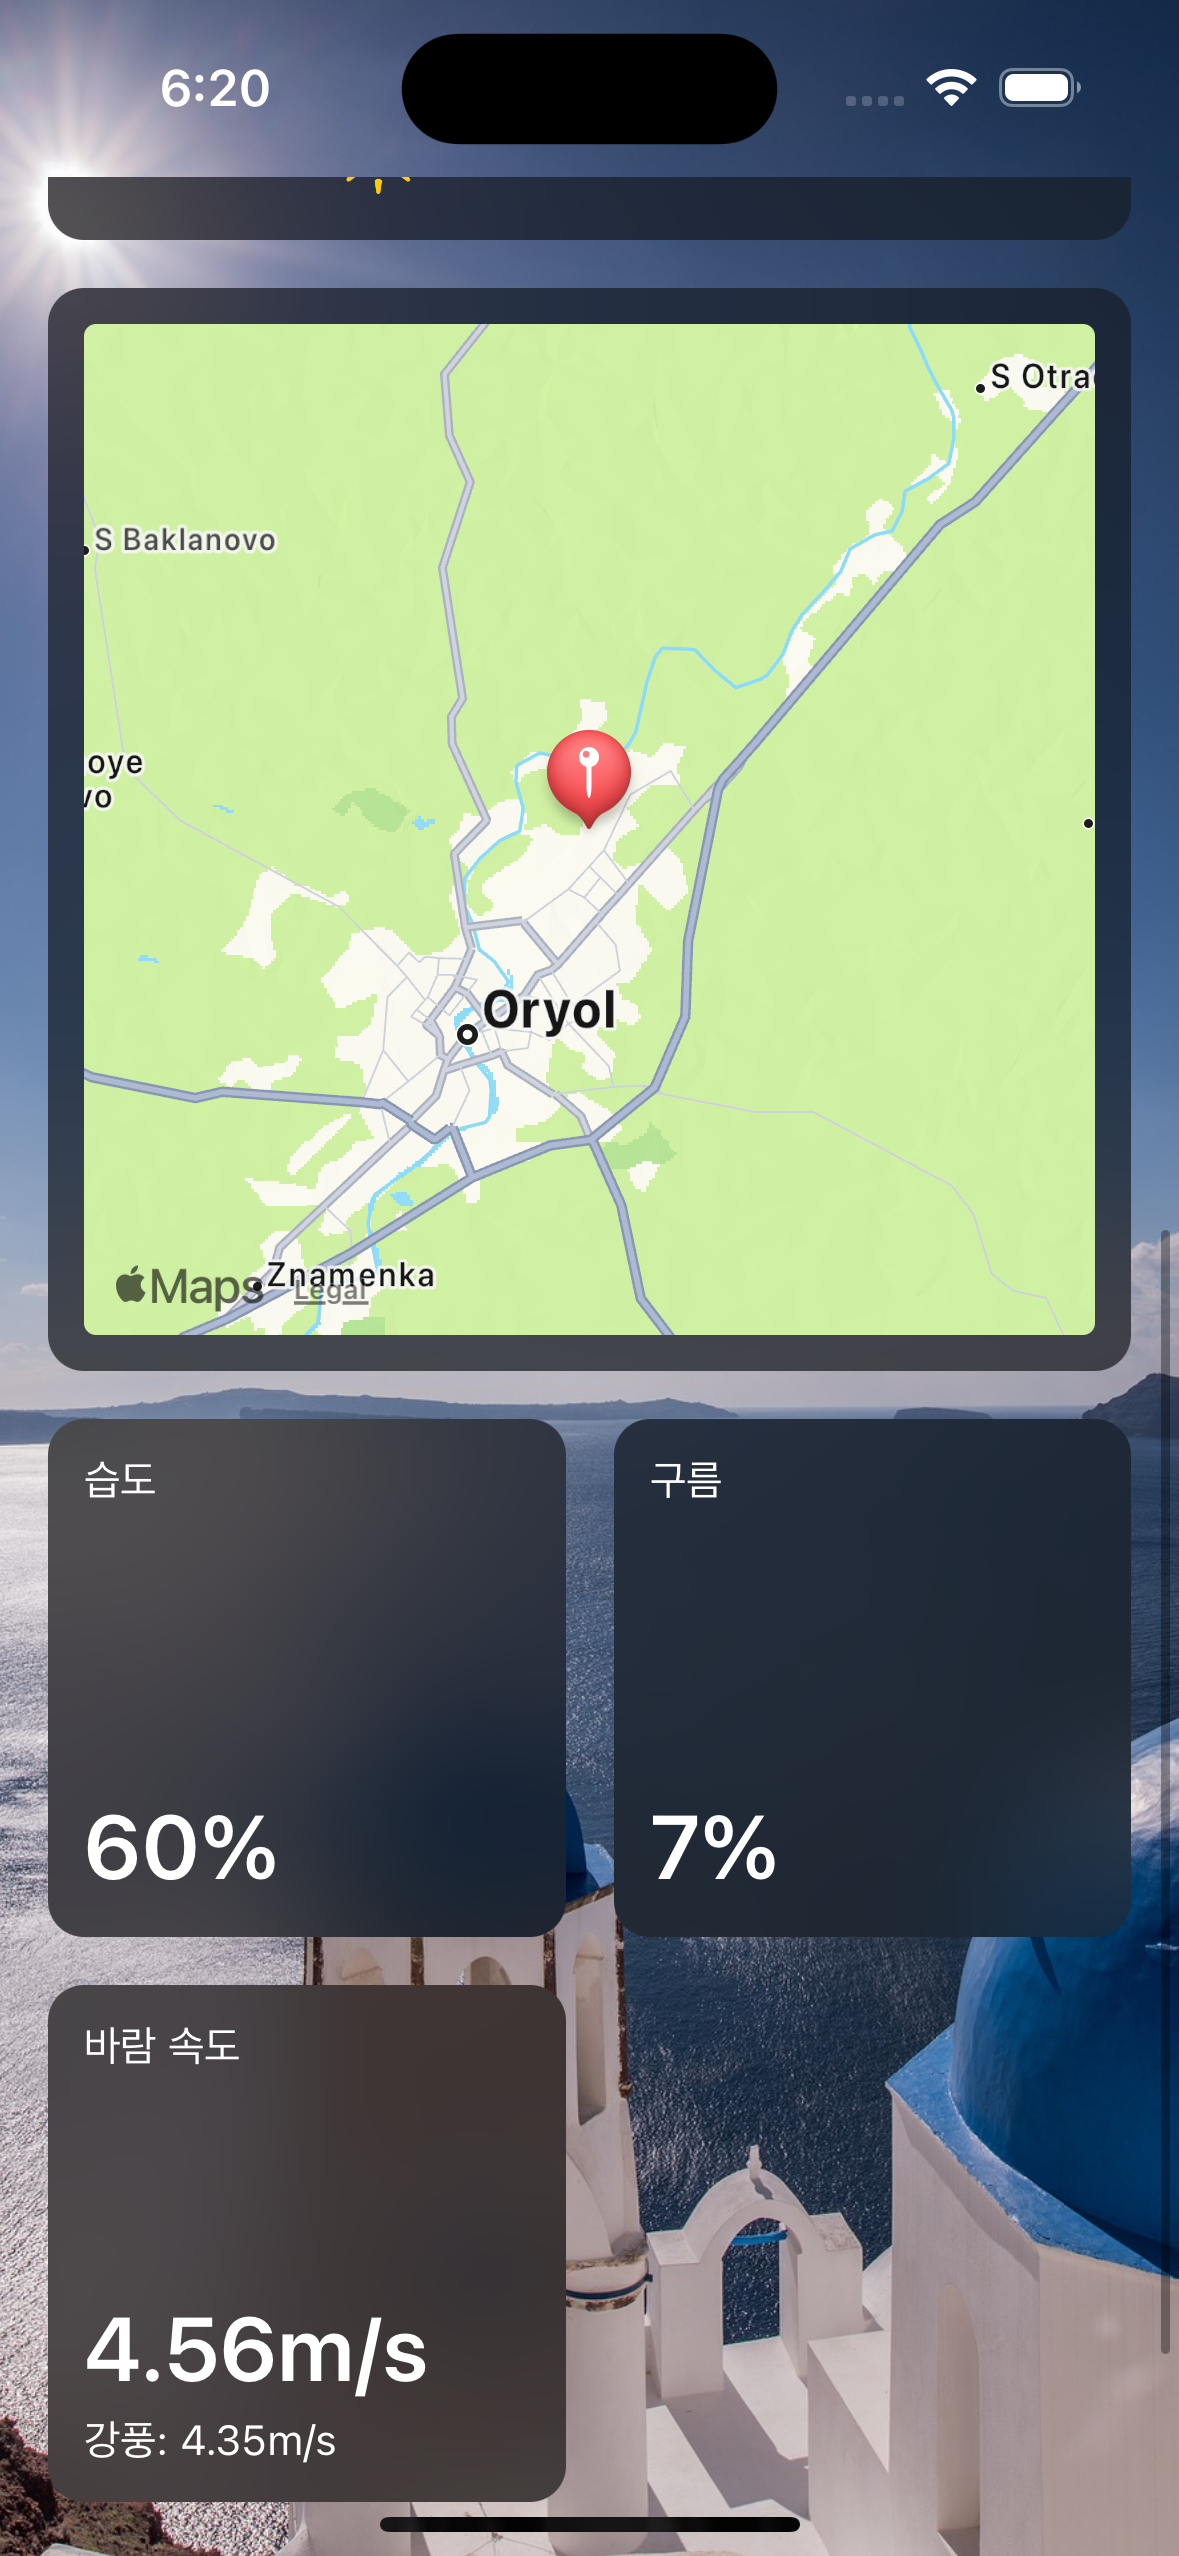 6:20
S Otra
S Baklanovo
oye
vo
Oryol
Znamenka
Maps
Legal
습도
구름
60%
7%
바람 속도
4.56m/s
강풍: 4.35m/s